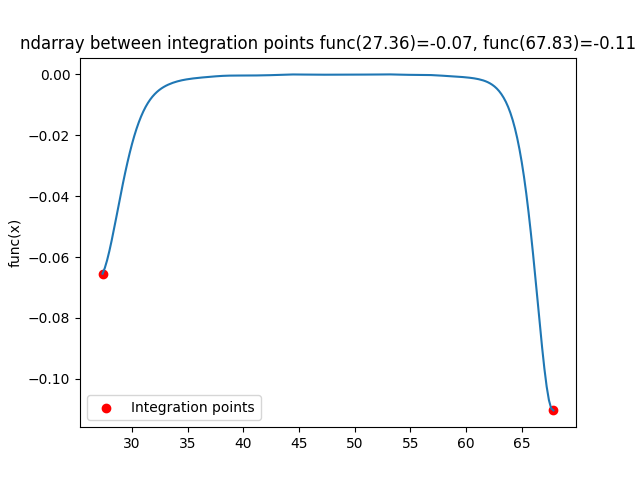 ndarray between integration points func(27.36)=-0.07, func(67.83)=-0.11
0.00
−0.02
−0.04
−0.06
−0.08
−0.10
func(x)
Integration points
30 35 40 45 50 55 60 65